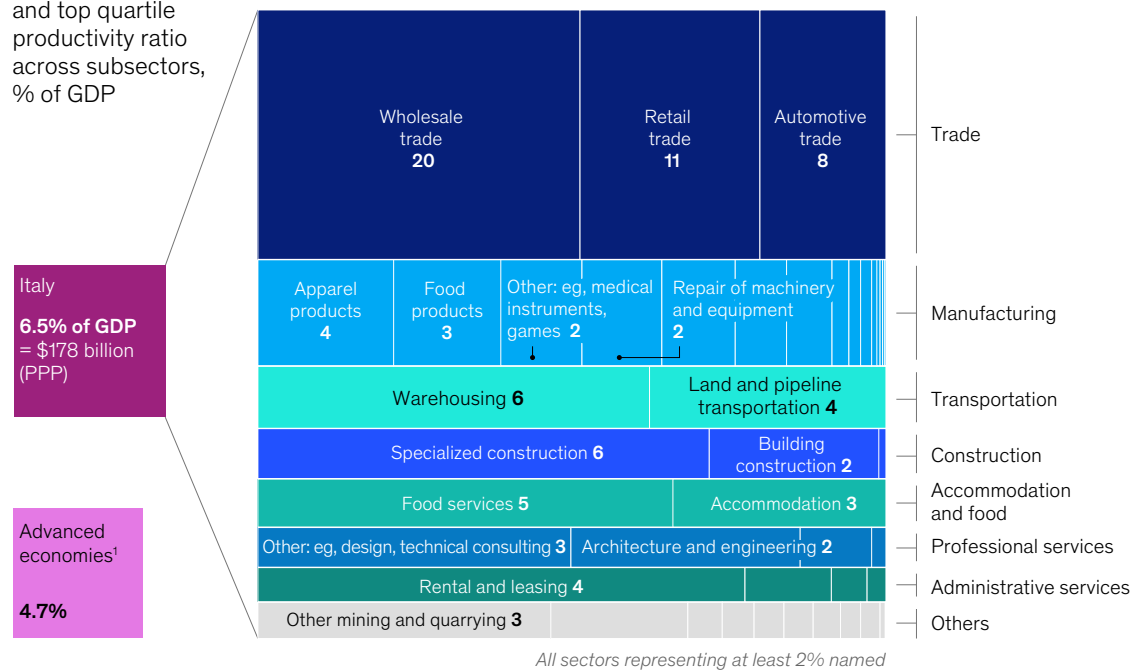 and top quartile
productivity ratio
across subsectors,
% of GDP
Italy
6.5% of GDP
= $178 billion
(PPP)
Advanced
economies¹
4.7%
Wholesale
trade
20
Retail
trade
11
Automotive
trade
8
Trade
Apparel
products
4
Food
products
3
Other: eg, medical
instruments,
games 2
Repair of machinery
and equipment
2
Manufacturing
Warehousing 6
Land and pipeline
transportation 4
Transportation
Specialized construction 6
Building
construction 2
Construction
Food services 5
Accommodation 3
Accommodation
and food
Other: eg, design, technical consulting 3
Architecture and engineering 2
Professional services
Rental and leasing 4
Administrative services
Other mining and quarrying 3
Others
All sectors representing at least 2% named